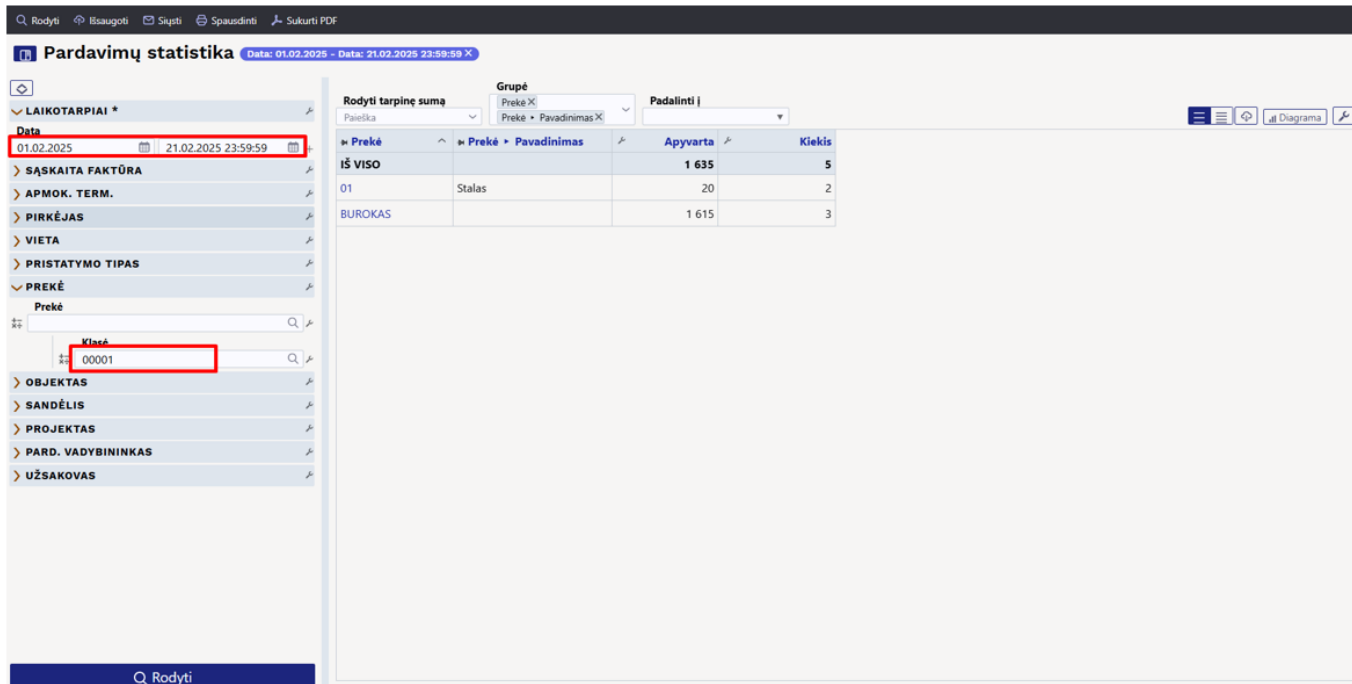 Rodyti Išsaugoti Siųsti Spausdinti Sukurti PDF
Pardavimų statistika Data: 01.02.2025 - Data: 21.02.2025 23:59:59 X
LAIKOTARPIAI *
Data
01.02.2025 21.02.2025 23:59:59
SĄSKAITA FAKTŪRA
APMOK. TERM.
PIRKĖJAS
VIETA
PRISTATYMO TIPAS
PREKĖ
Prekė
Klasė
00001
OBJEKTAS
SANDĖLIS
PROJEKTAS
PARD. VADYBININKAS
UŽSAKOVAS
Rodyti
Grupė
Rodyti tarpinę sumą Prekė X Padalinti į
Paieška Prekė ▸ Pavadinimas X
Diagrama
Prekė Prekė ▸ Pavadinimas Apyvarta Kiekis
IŠ VISO 1 635 5
01 Stalas 20 2
BUROKAS 1 615 3